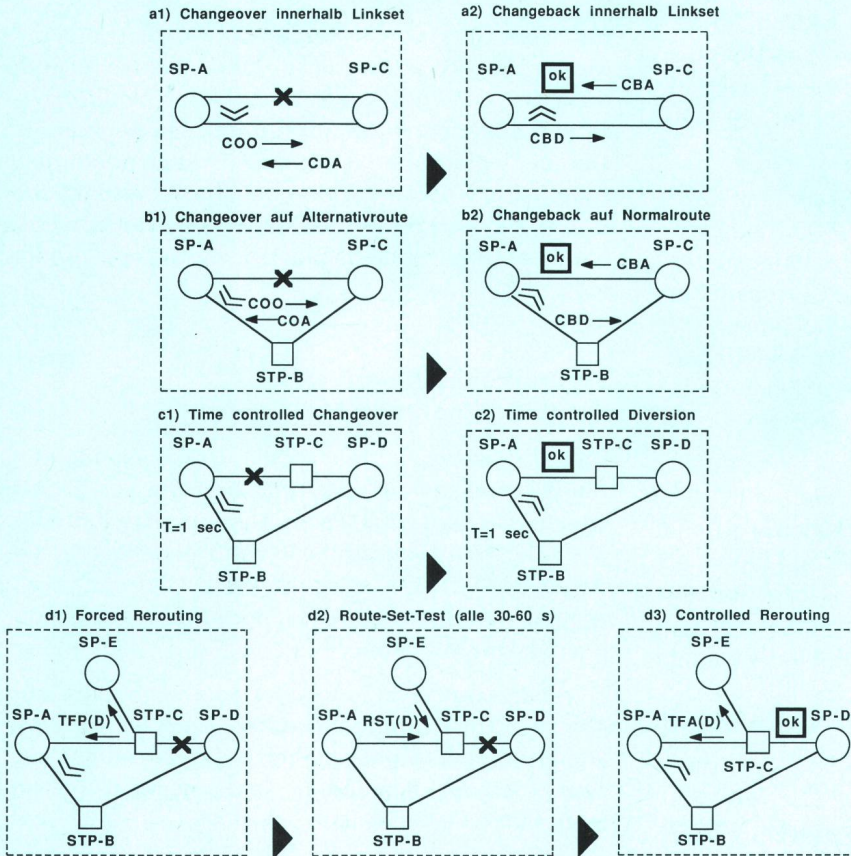 a1) Changeover innerhalb Linkset
SP-A
SP-C
COO
CDA
a2) Changeback innerhalb Linkset
SP-A
ok
CBA
SP-C
CBD
b1) Changeover auf Alternativroute
SP-A
SP-C
COO
COA
STP-B
b2) Changeback auf Normalroute
SP-A
ok
CBA
SP-C
CBD
STP-B
c1) Time controlled Changeover
SP-A
STP-C
SP-D
T=1 sec
STP-B
c2) Time controlled Diversion
SP-A
ok
STP-C
SP-D
T=1 sec
STP-B
d1) Forced Rerouting
SP-E
SP-A
TFP(D)
STP-C
SP-D
STP-B
d2) Route-Set-Test (alle 30-60 s)
SP-E
SP-A
RST(D)
STP-C
SP-D
STP-B
d3) Controlled Rerouting
SP-E
SP-A
TFA(D)
ok
SP-D
STP-C
STP-B